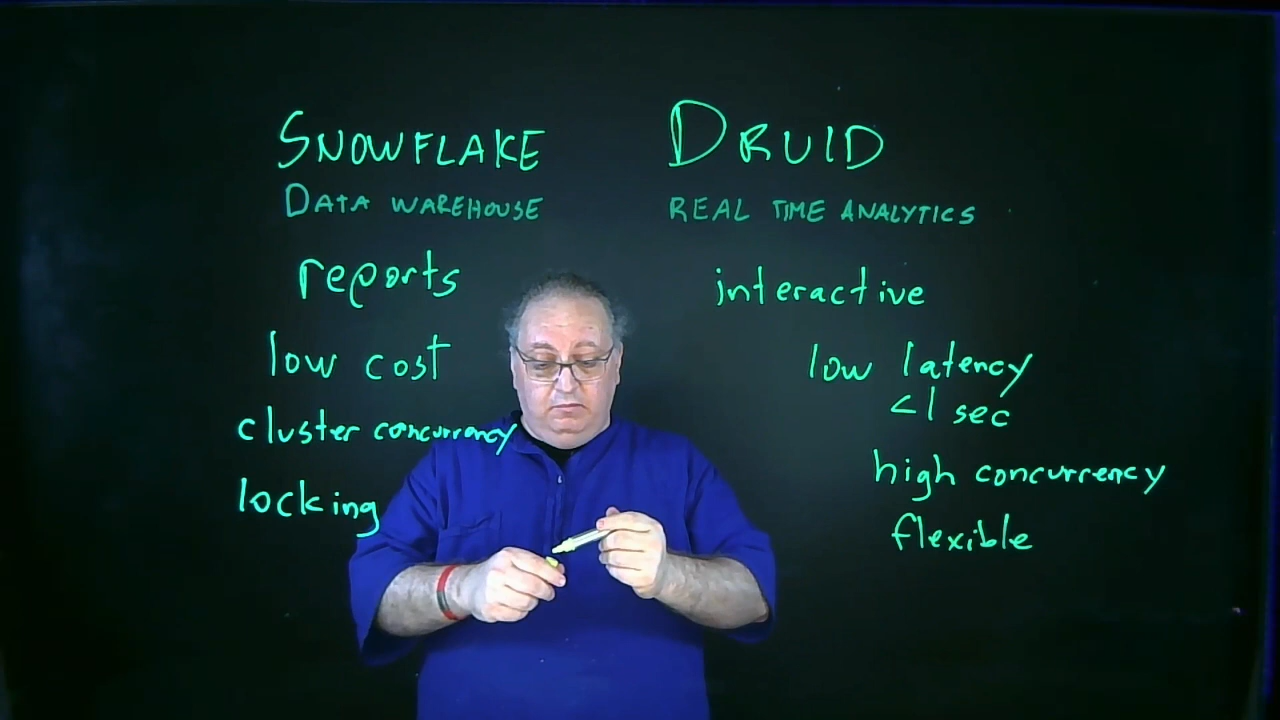 SNOWFLAKE
DATA WAREHOUSE
reports
low cost
cluster concurrency
locking
DRUID
REAL TIME ANALYTICS
interactive
low latency
<1 sec
high concurrency
flexible